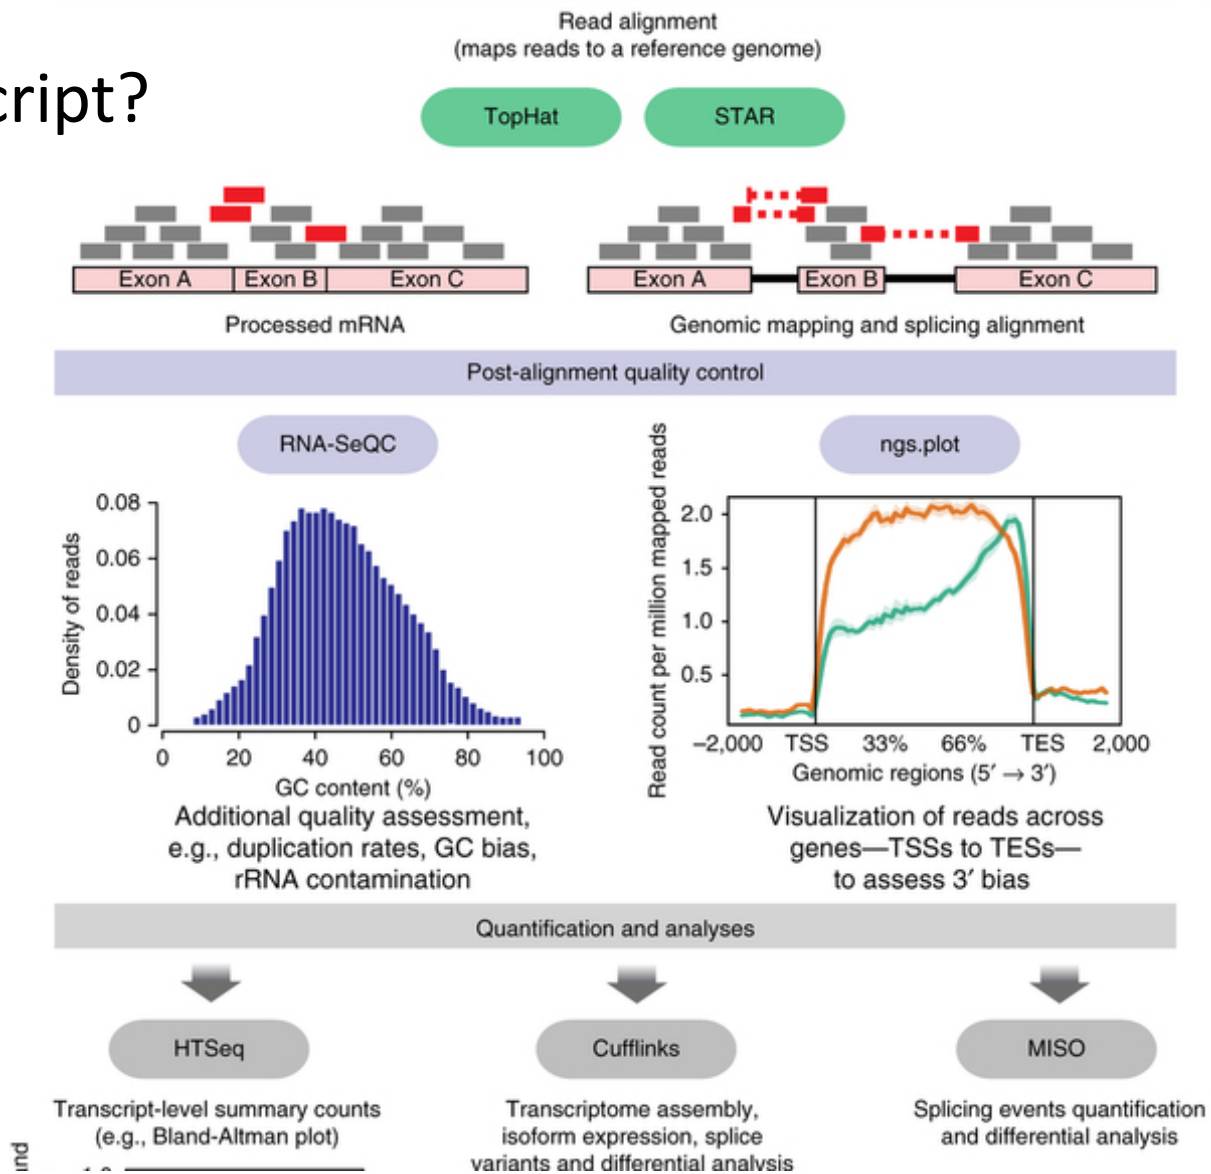 Read alignment
(maps reads to a reference genome)
cript?
TopHat
STAR
Exon A
Exon B
Exon C
Exon A
Exon B
Exon C
Processed mRNA
Genomic mapping and splicing alignment
Post-alignment quality control
RNA-SeQC
ngs.plot
Density of reads
0.08
0.06
0.04
0.02
0
0 20 40 60 80 100
GC content (%)
Additional quality assessment,
e.g., duplication rates, GC bias,
rRNA contamination
Read count per million mapped reads
2.0
1.5
1.0
0.5
–2,000 TSS 33% 66% TES 2,000
Genomic regions (5′ → 3′)
Visualization of reads across
genes—TSSs to TESs—
to assess 3′ bias
Quantification and analyses
HTSeq
Cufflinks
MISO
Transcript-level summary counts
(e.g., Bland-Altman plot)
Transcriptome assembly,
isoform expression, splice
variants and differential analysis
Splicing events quantification
and differential analysis
and